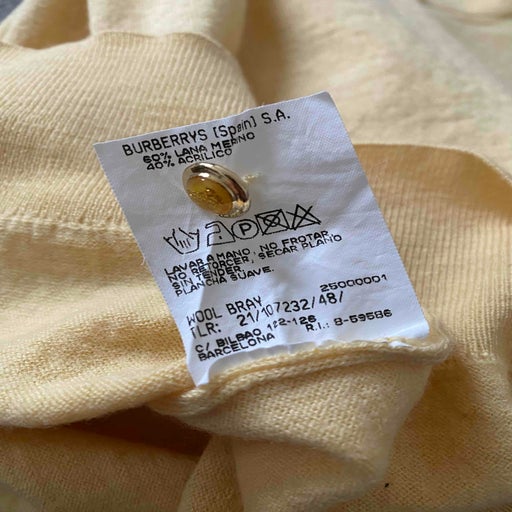 BURBERRYS [Spain] S.A.
60% LANA MERINO
40% ACRILICO
P
LAVAR A MANO, NO FROTAR
NO RETORCER, SECAR PLANO
SIN TENDER.
PLANCHA SUAVE.
25000001
WOOL BRAY
TLR: 21/107232/48/
C/ BILBAO 122-126 R.I.: 8-59586
BARCELONA